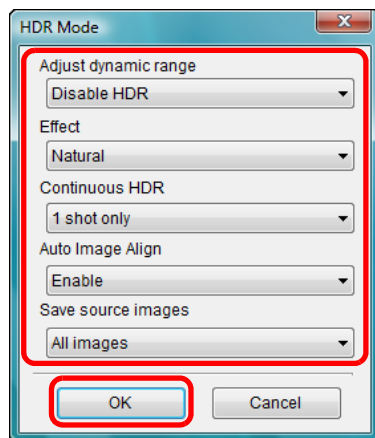 HDR Mode
Adjust dynamic range
Disable HDR
Effect
Natural
Continuous HDR
1 shot only
Auto Image Align
Enable
Save source images
All images
OK
Cancel